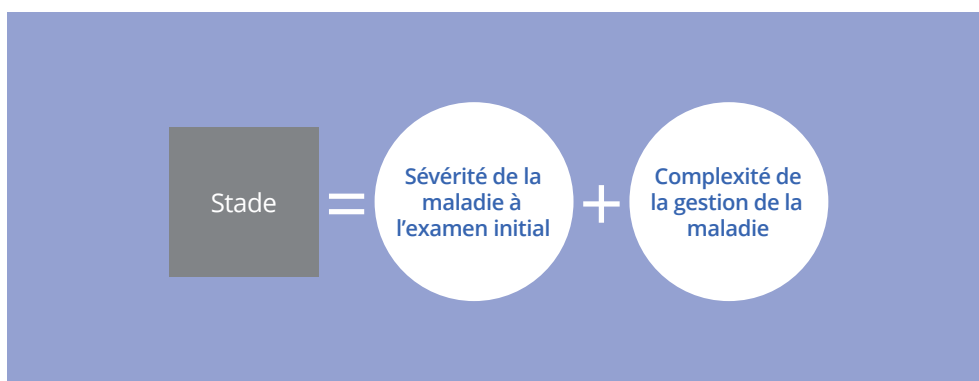 Stade
=
Sévérité de la
maladie à
l'examen initial
+
Complexité de
la gestion de la
maladie